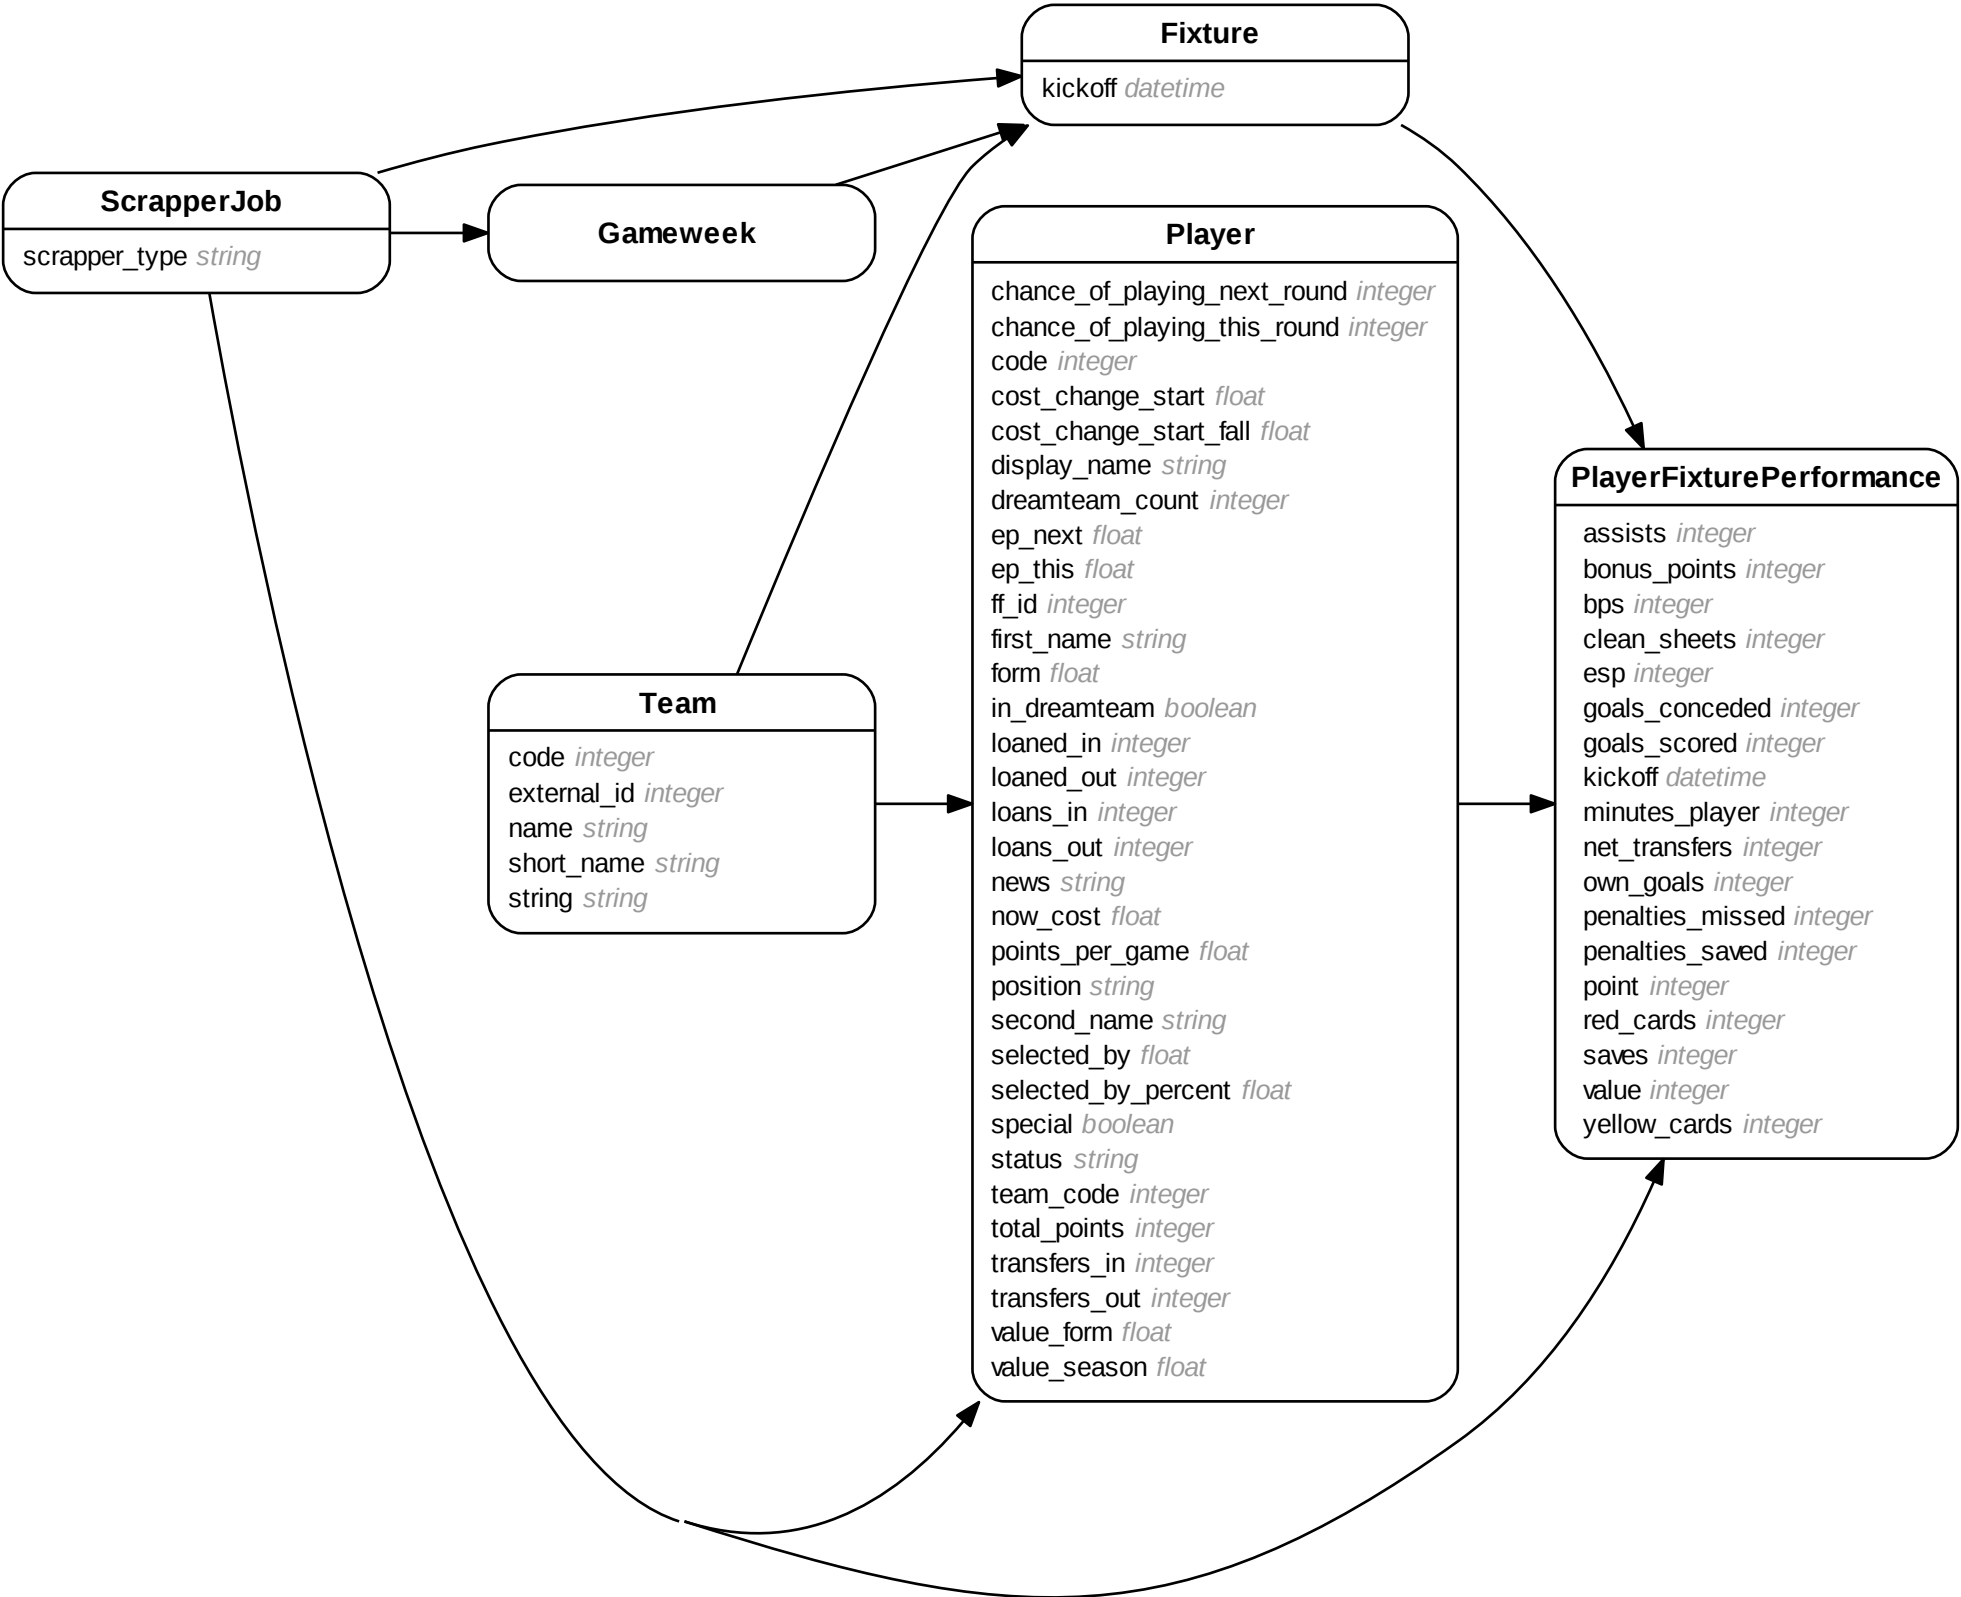 Fixture
kickoff datetime
ScrapperJob
scrapper_type string
Gameweek
Player
chance_of_playing_next_round integer
chance_of_playing_this_round integer
code integer
cost_change_start float
cost_change_start_fall float
display_name string
dreamteam_count integer
ep_next float
ep_this float
ff_id integer
first_name string
form float
in_dreamteam boolean
loaned_in integer
loaned_out integer
loans_in integer
loans_out integer
news string
now_cost float
points_per_game float
position string
second_name string
selected_by float
selected_by_percent float
special boolean
status string
team_code integer
total_points integer
transfers_in integer
transfers_out integer
value_form float
value_season float
Team
code integer
external_id integer
name string
short_name string
string string
PlayerFixturePerformance
assists integer
bonus_points integer
bps integer
clean_sheets integer
esp integer
goals_conceded integer
goals_scored integer
kickoff datetime
minutes_player integer
net_transfers integer
own_goals integer
penalties_missed integer
penalties_saved integer
point integer
red_cards integer
saves integer
value integer
yellow_cards integer